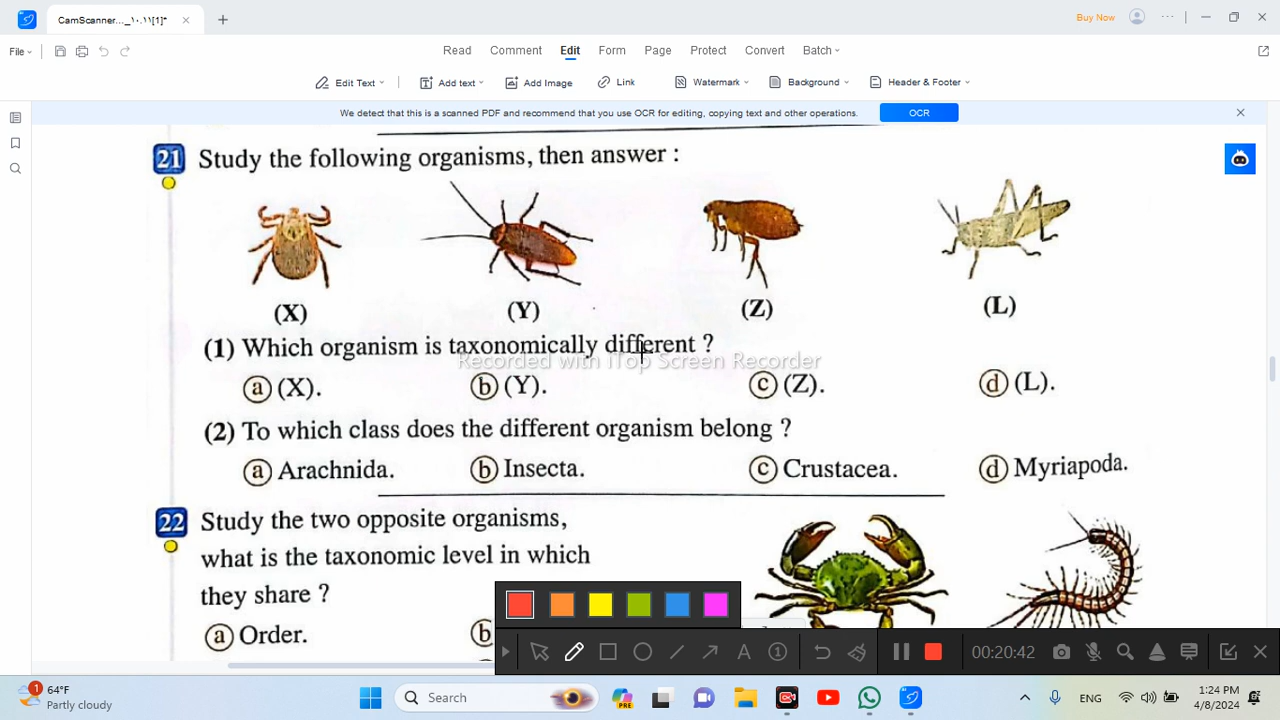 CamScanner..._١٠,١١[1]*
Buy Now
File
Read Comment Edit Form Page Protect Convert Batch
Edit Text Add text Add Image Link Watermark Background Header & Footer
We detect that this is a scanned PDF and recommend that you use OCR for editing, copying text and other operations. OCR
21 Study the following organisms, then answer :
(X) (Y) (Z) (L)
(1) Which organism is taxonomically different ?
Recorded with iTop Screen Recorder
a (X). b (Y). c (Z). d (L).
(2) To which class does the different organism belong ?
a Arachnida. b Insecta. c Crustacea. d Myriapoda.
22 Study the two opposite organisms,
what is the taxonomic level in which
they share ?
a Order. b
A 1 00:20:42
1 64°F
Partly cloudy
Search
PRE
ENG
1:24 PM
4/8/2024